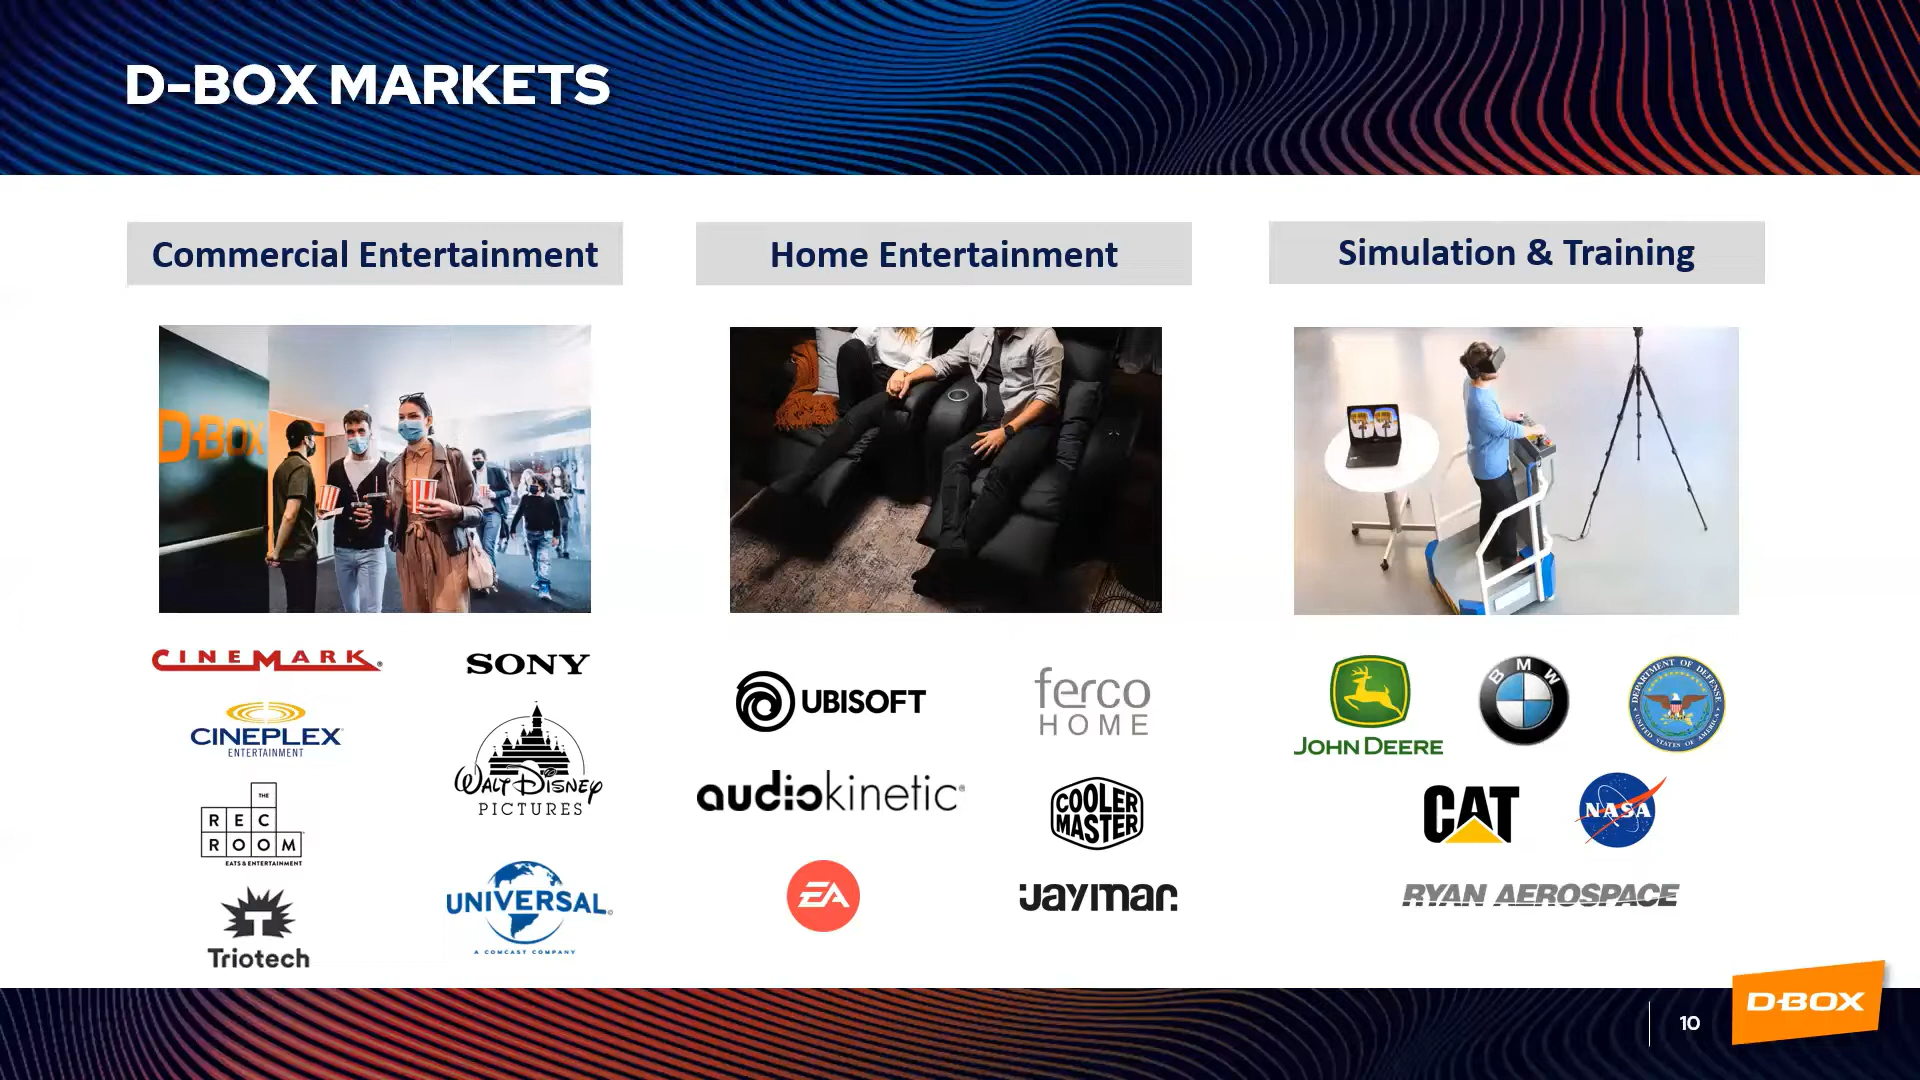 D-BOX MARKETS
Commercial Entertainment
Home Entertainment
Simulation & Training
D-BOX
CINEMARK®
SONY
CINEPLEX
ENTERTAINMENT
WALT DISNEY
PICTURES
THE
REC
ROOM
EATS & ENTERTAINMENT
UNIVERSAL
A COMCAST COMPANY
Triotech
UBISOFT
ferco
HOME
audiokinetic®
COOLER
MASTER
EA
Jaymar.
JOHN DEERE
BMW
DEPARTMENT OF DEFENSE
UNITED STATES OF AMERICA
CAT
NASA
RYAN AEROSPACE
10
D-BOX